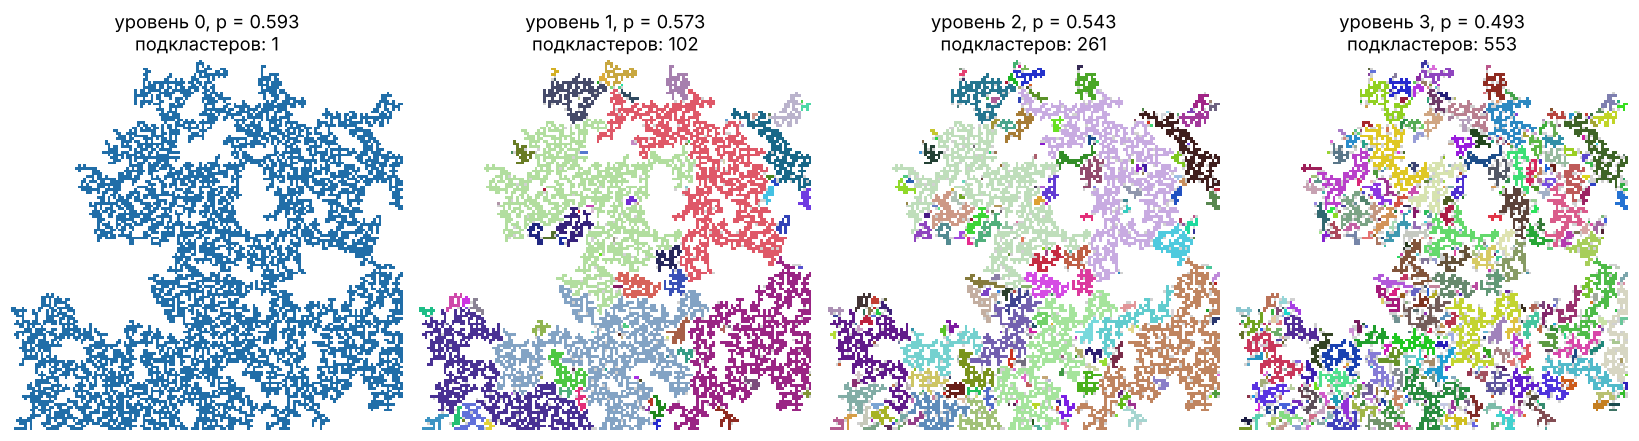 уровень 0, p = 0.593
подкластеров: 1
уровень 1, p = 0.573
подкластеров: 102
уровень 2, p = 0.543
подкластеров: 261
уровень 3, p = 0.493
подкластеров: 553